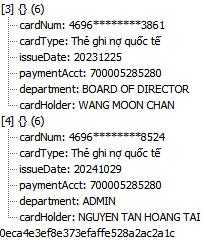 [3] {} (6)
cardNum: 4696*********3861
cardType: Thẻ ghi nợ quốc tế
issueDate: 20231225
paymentAcct: 700005285280
department: BOARD OF DIRECTOR
cardHolder: WANG MOON CHAN
[4] {} (6)
cardNum: 4696*********8524
cardType: Thẻ ghi nợ quốc tế
issueDate: 20241029
paymentAcct: 700005285280
department: ADMIN
cardHolder: NGUYEN TAN HOANG TAI
0eca4e3ef8e373efaffe528a2ac2a1c